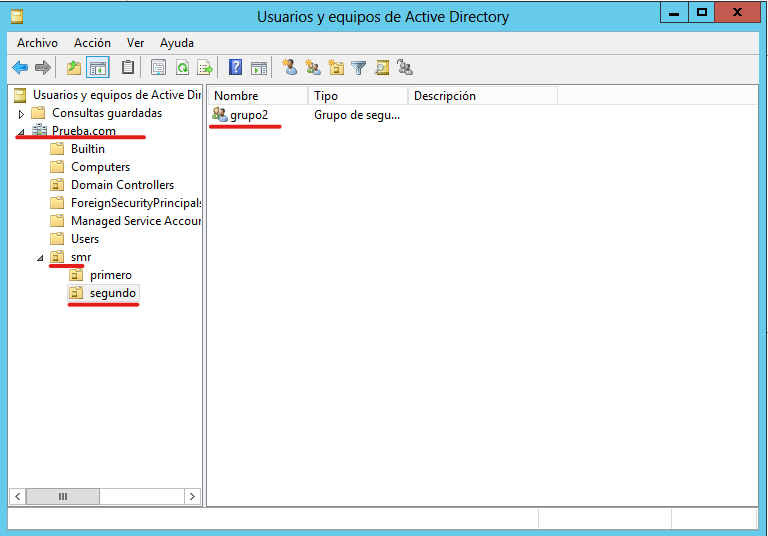 Usuarios y equipos de Active Directory
Archivo Acción Ver Ayuda
Usuarios y equipos de Active Dir
Consultas guardadas
Prueba.com
Builtin
Computers
Domain Controllers
ForeignSecurityPrincipals
Managed Service Accour
Users
smr
primero
segundo
Nombre Tipo Descripción
grupo2 Grupo de segu...